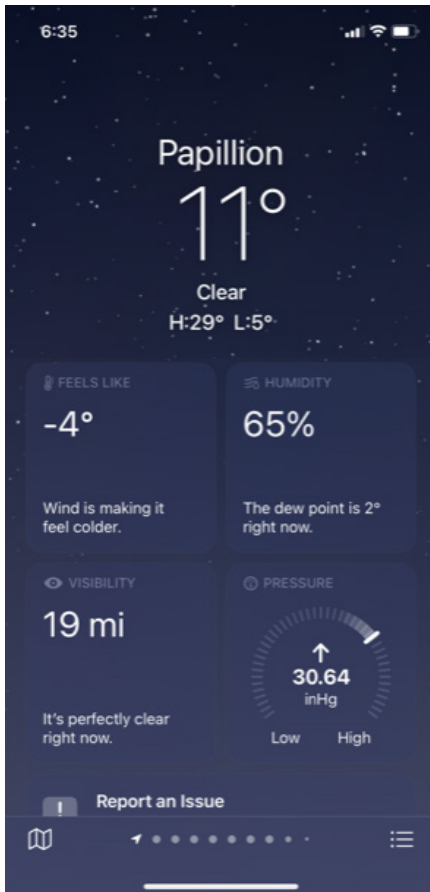 6:35
Papillion
11°
Clear
H:29° L:5°
FEELS LIKE
-4°
Wind is making it
feel colder.
HUMIDITY
65%
The dew point is 2°
right now.
VISIBILITY
19 mi
It's perfectly clear
right now.
PRESSURE
30.64
inHg
Low High
! Report an Issue